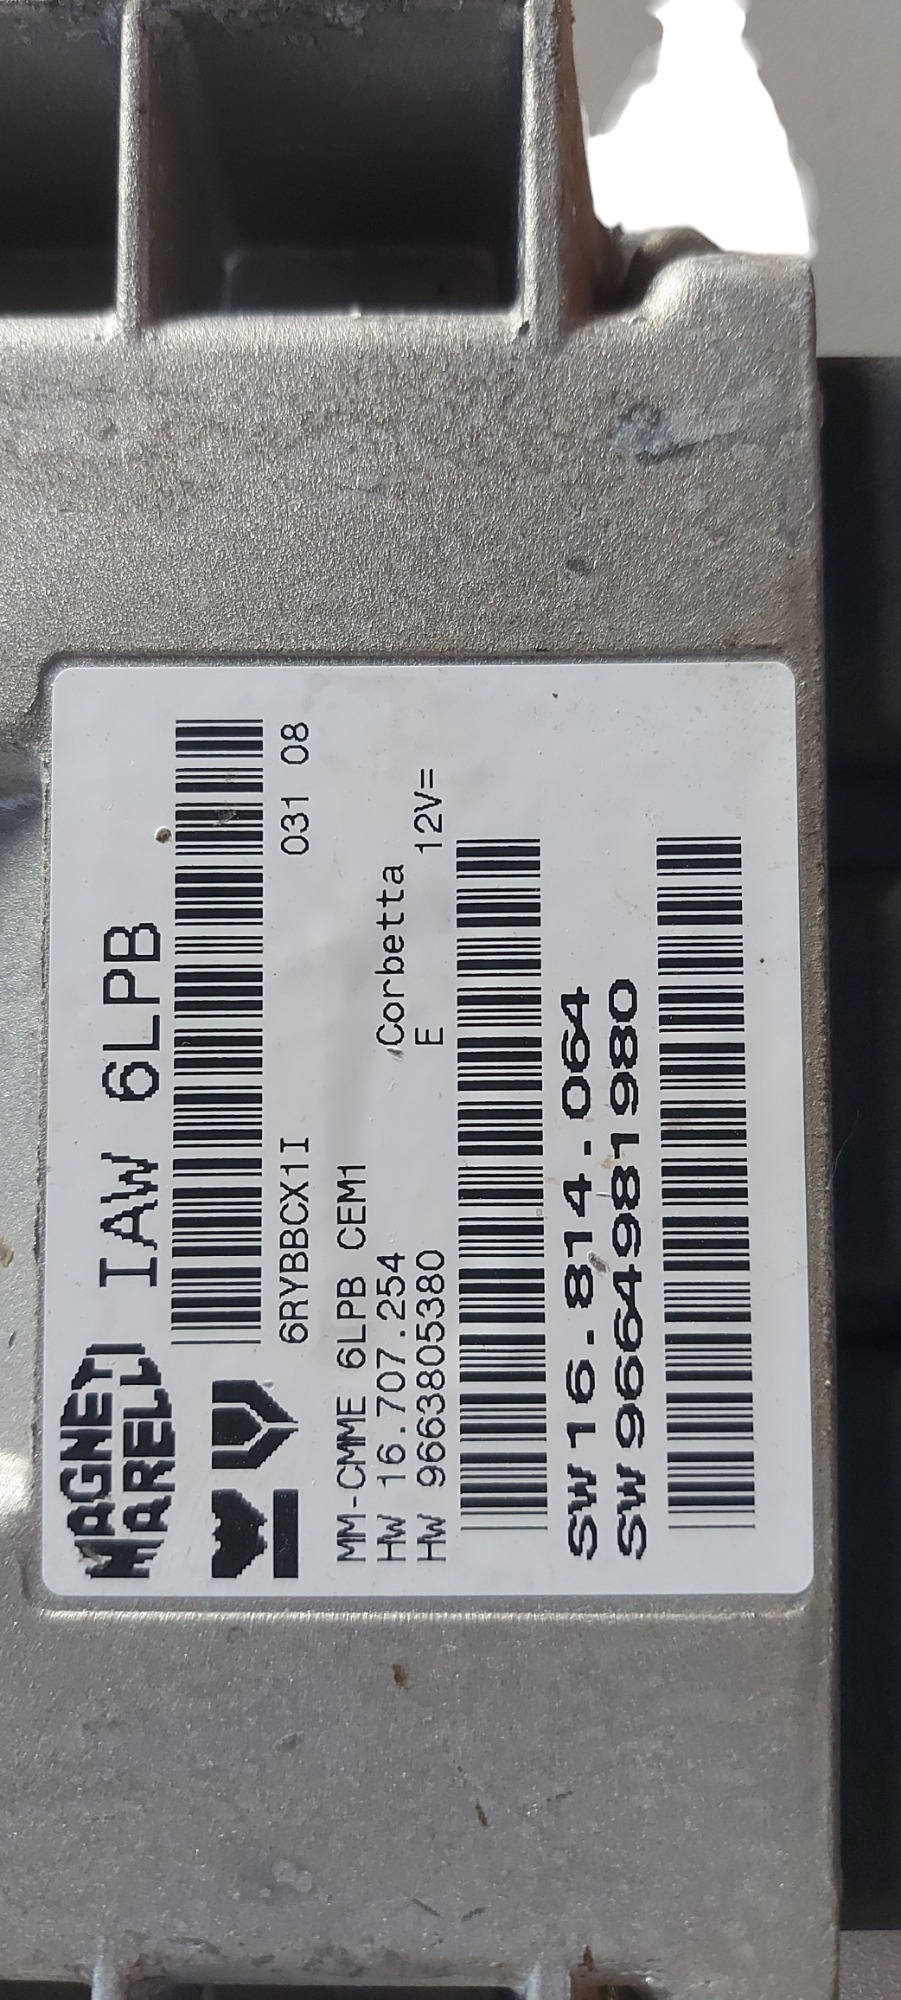 MAGNETI
MARELLI
IAW 6LPB
6RYBBCX1I 031 08
MM-CMME 6LPB CEM1
HW 16.707.254 Corbetta
HW 9663805380 E 12V=
SW 16.814.064
SW 9664981980